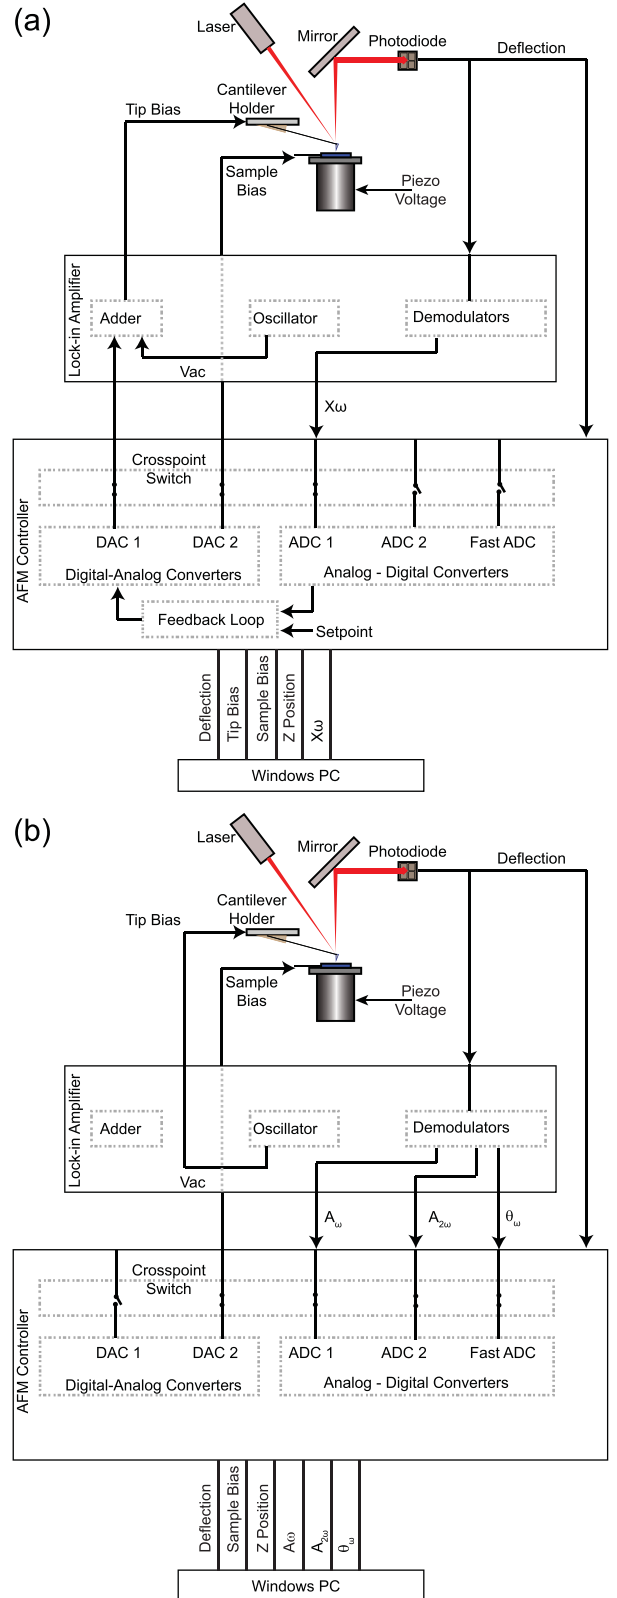 (a)
Laser
Mirror
Photodiode
Deflection
Cantilever
Holder
Tip Bias
Sample
Bias
Piezo
Voltage
Lock-in Amplifier
Adder
Oscillator
Demodulators
Vac
Xω
AFM Controller
Crosspoint
Switch
DAC 1
DAC 2
ADC 1
ADC 2
Fast ADC
Digital-Analog Converters
Analog - Digital Converters
Feedback Loop
Setpoint
Deflection
Tip Bias
Sample Bias
Z Position
Xω
Windows PC
(b)
Laser
Mirror
Photodiode
Deflection
Cantilever
Holder
Tip Bias
Sample
Bias
Piezo
Voltage
Lock-in Amplifier
Adder
Oscillator
Demodulators
Vac
Aω
A2ω
θω
AFM Controller
Crosspoint
Switch
DAC 1
DAC 2
ADC 1
ADC 2
Fast ADC
Digital-Analog Converters
Analog - Digital Converters
Deflection
Sample Bias
Z Position
Aω
A2ω
θω
Windows PC